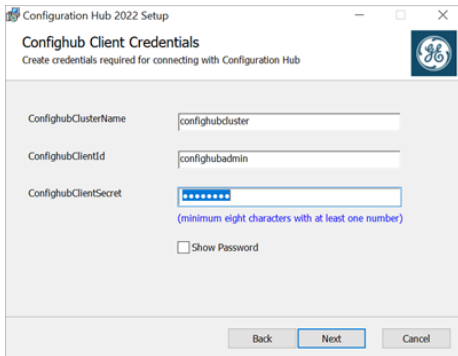 Configuration Hub 2022 Setup
Confighub Client Credentials
Create credentials required for connecting with Configuration Hub
ConfighubClusterName
confighubcluster
ConfighubClientId
confighubadmin
ConfighubClientSecret
••••••••
(minimum eight characters with at least one number)
Show Password
Back Next Cancel